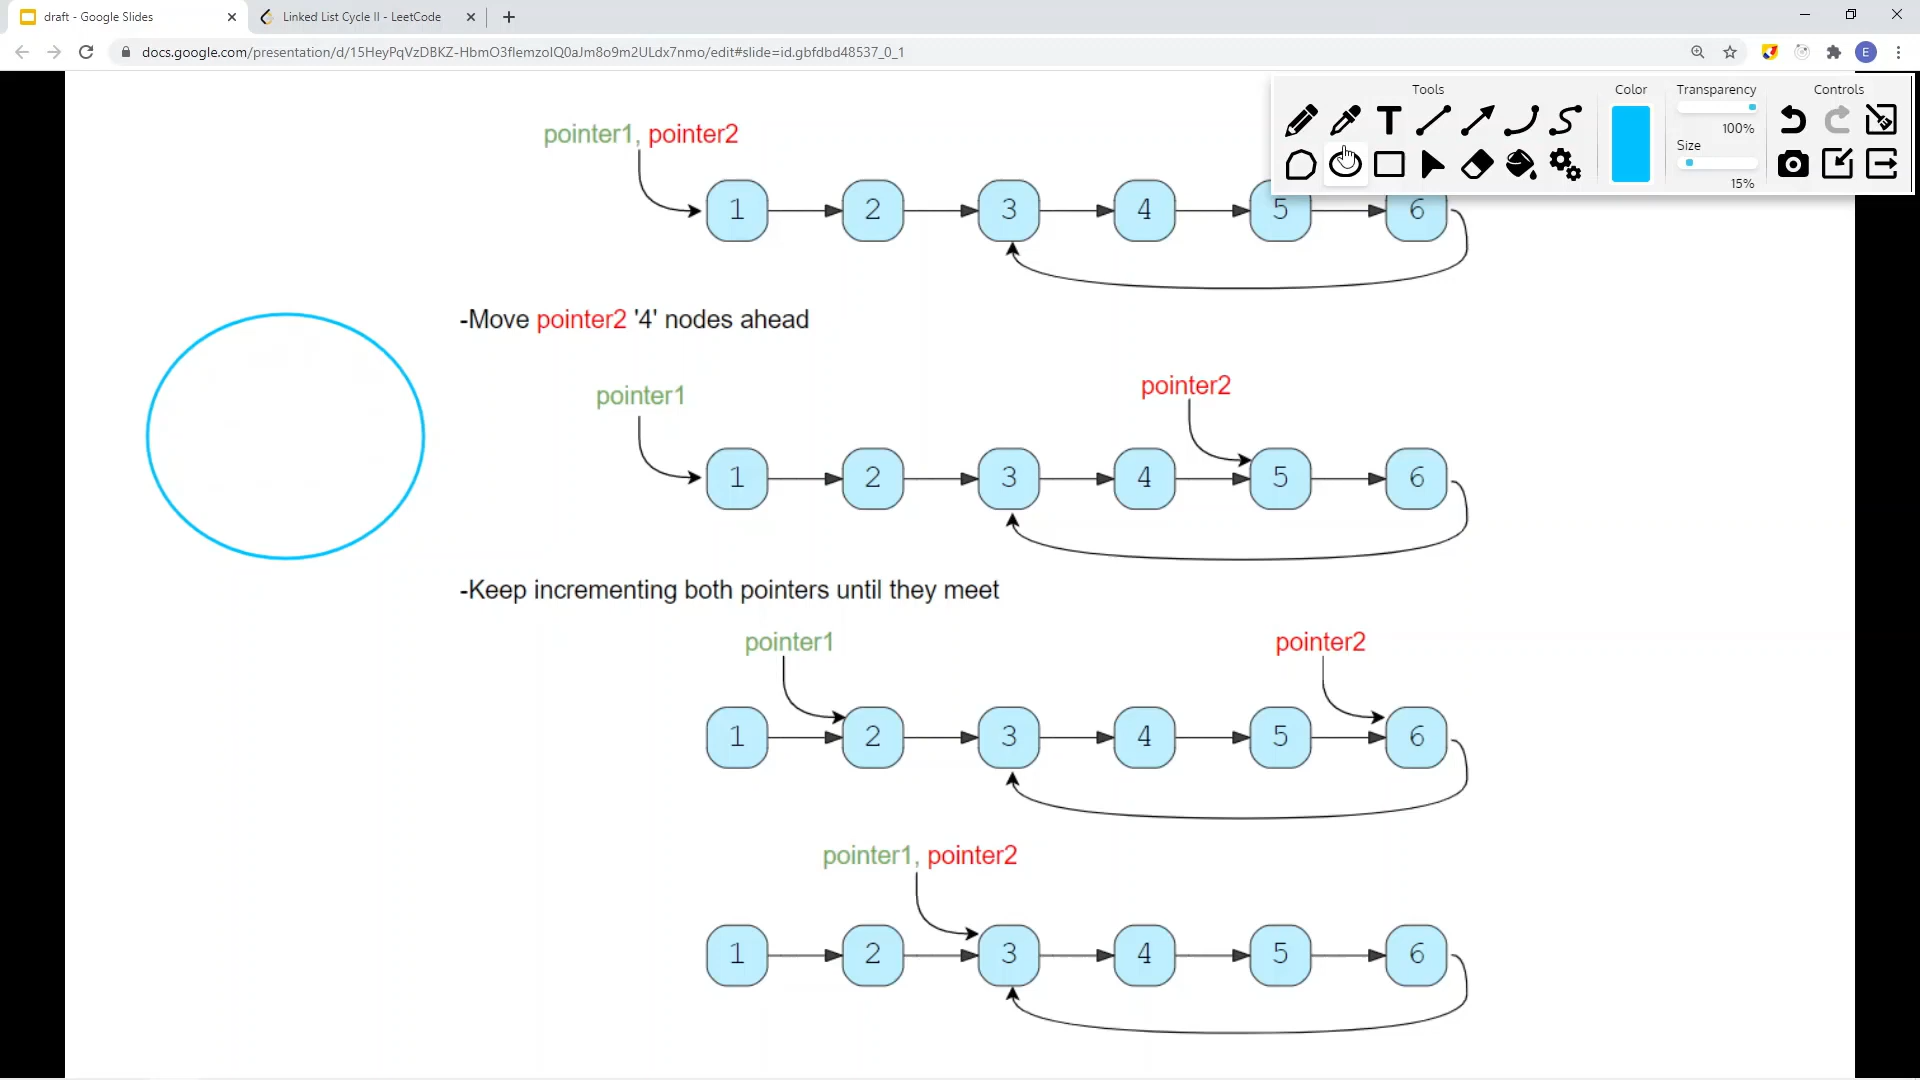 draft - Google Slides
Linked List Cycle II - LeetCode
docs.google.com/presentation/d/15HeyPqVzDBKZ-HbmO3flemzolQ0aJm8o9m2ULdx7nmo/edit#slide=id.gbfdbd48537_0_1
E
Tools
Color
Transparency
Controls
T
100%
Size
15%
pointer1, pointer2
1 2 3 4 5 6
-Move pointer2 '4' nodes ahead
pointer1 pointer2
1 2 3 4 5 6
-Keep incrementing both pointers until they meet
pointer1 pointer2
1 2 3 4 5 6
pointer1, pointer2
1 2 3 4 5 6